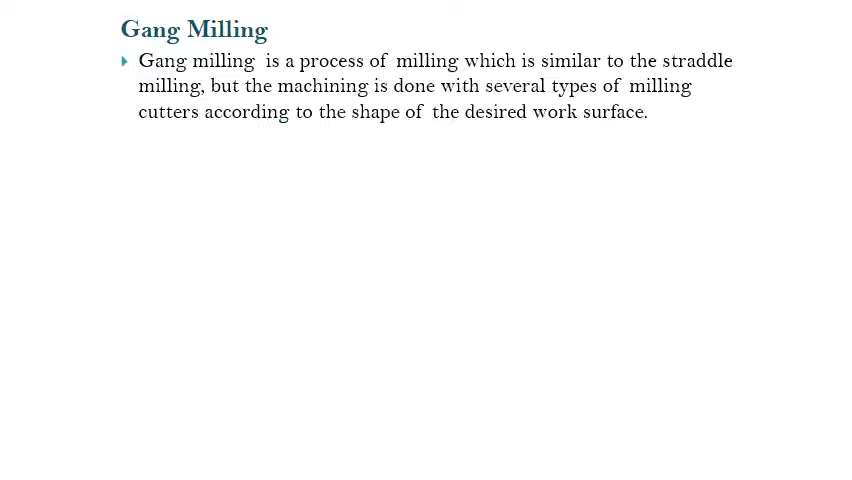 Gang Milling
Gang milling is a process of milling which is similar to the straddle
milling, but the machining is done with several types of milling
cutters according to the shape of the desired work surface.